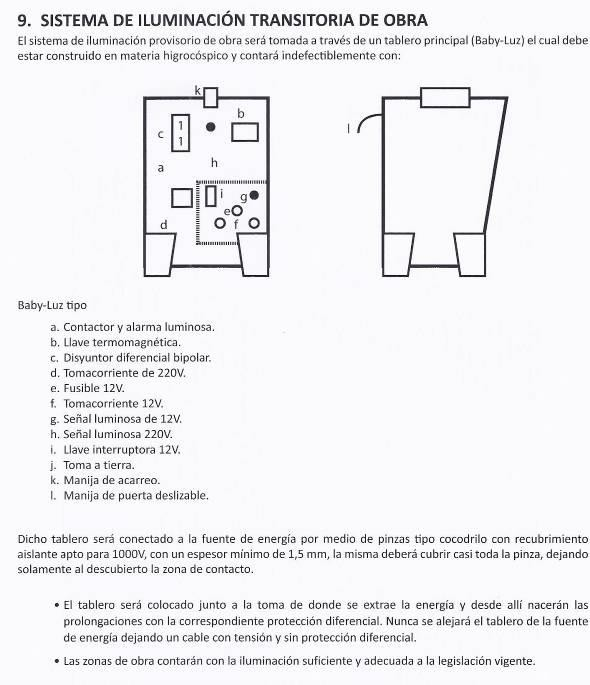 9. SISTEMA DE ILUMINACIÓN TRANSITORIA DE OBRA
El sistema de iluminación provisorio de obra será tomada a través de un tablero principal (Baby-Luz) el cual debe
estar construido en materia higrocóspico y contará indefectiblemente con:
k
b
c
1
1
l
a
h
i
g
e
d
f
Baby-Luz tipo
a. Contactor y alarma luminosa.
b. Llave termomagnética.
c. Disyuntor diferencial bipolar.
d. Tomacorriente de 220V.
e. Fusible 12V.
f. Tomacorriente 12V.
g. Señal luminosa de 12V.
h. Señal luminosa 220V.
i. Llave interruptora 12V.
j. Toma a tierra.
k. Manija de acarreo.
l. Manija de puerta deslizable.
Dicho tablero será conectado a la fuente de energía por medio de pinzas tipo cocodrilo con recubrimiento
aislante apto para 1000V, con un espesor mínimo de 1,5 mm, la misma deberá cubrir casi toda la pinza, dejando
solamente al descubierto la zona de contacto.
• El tablero será colocado junto a la toma de donde se extrae la energía y desde allí nacerán las
prolongaciones con la correspondiente protección diferencial. Nunca se alejará el tablero de la fuente
de energía dejando un cable con tensión y sin protección diferencial.
• Las zonas de obra contarán con la iluminación suficiente y adecuada a la legislación vigente.